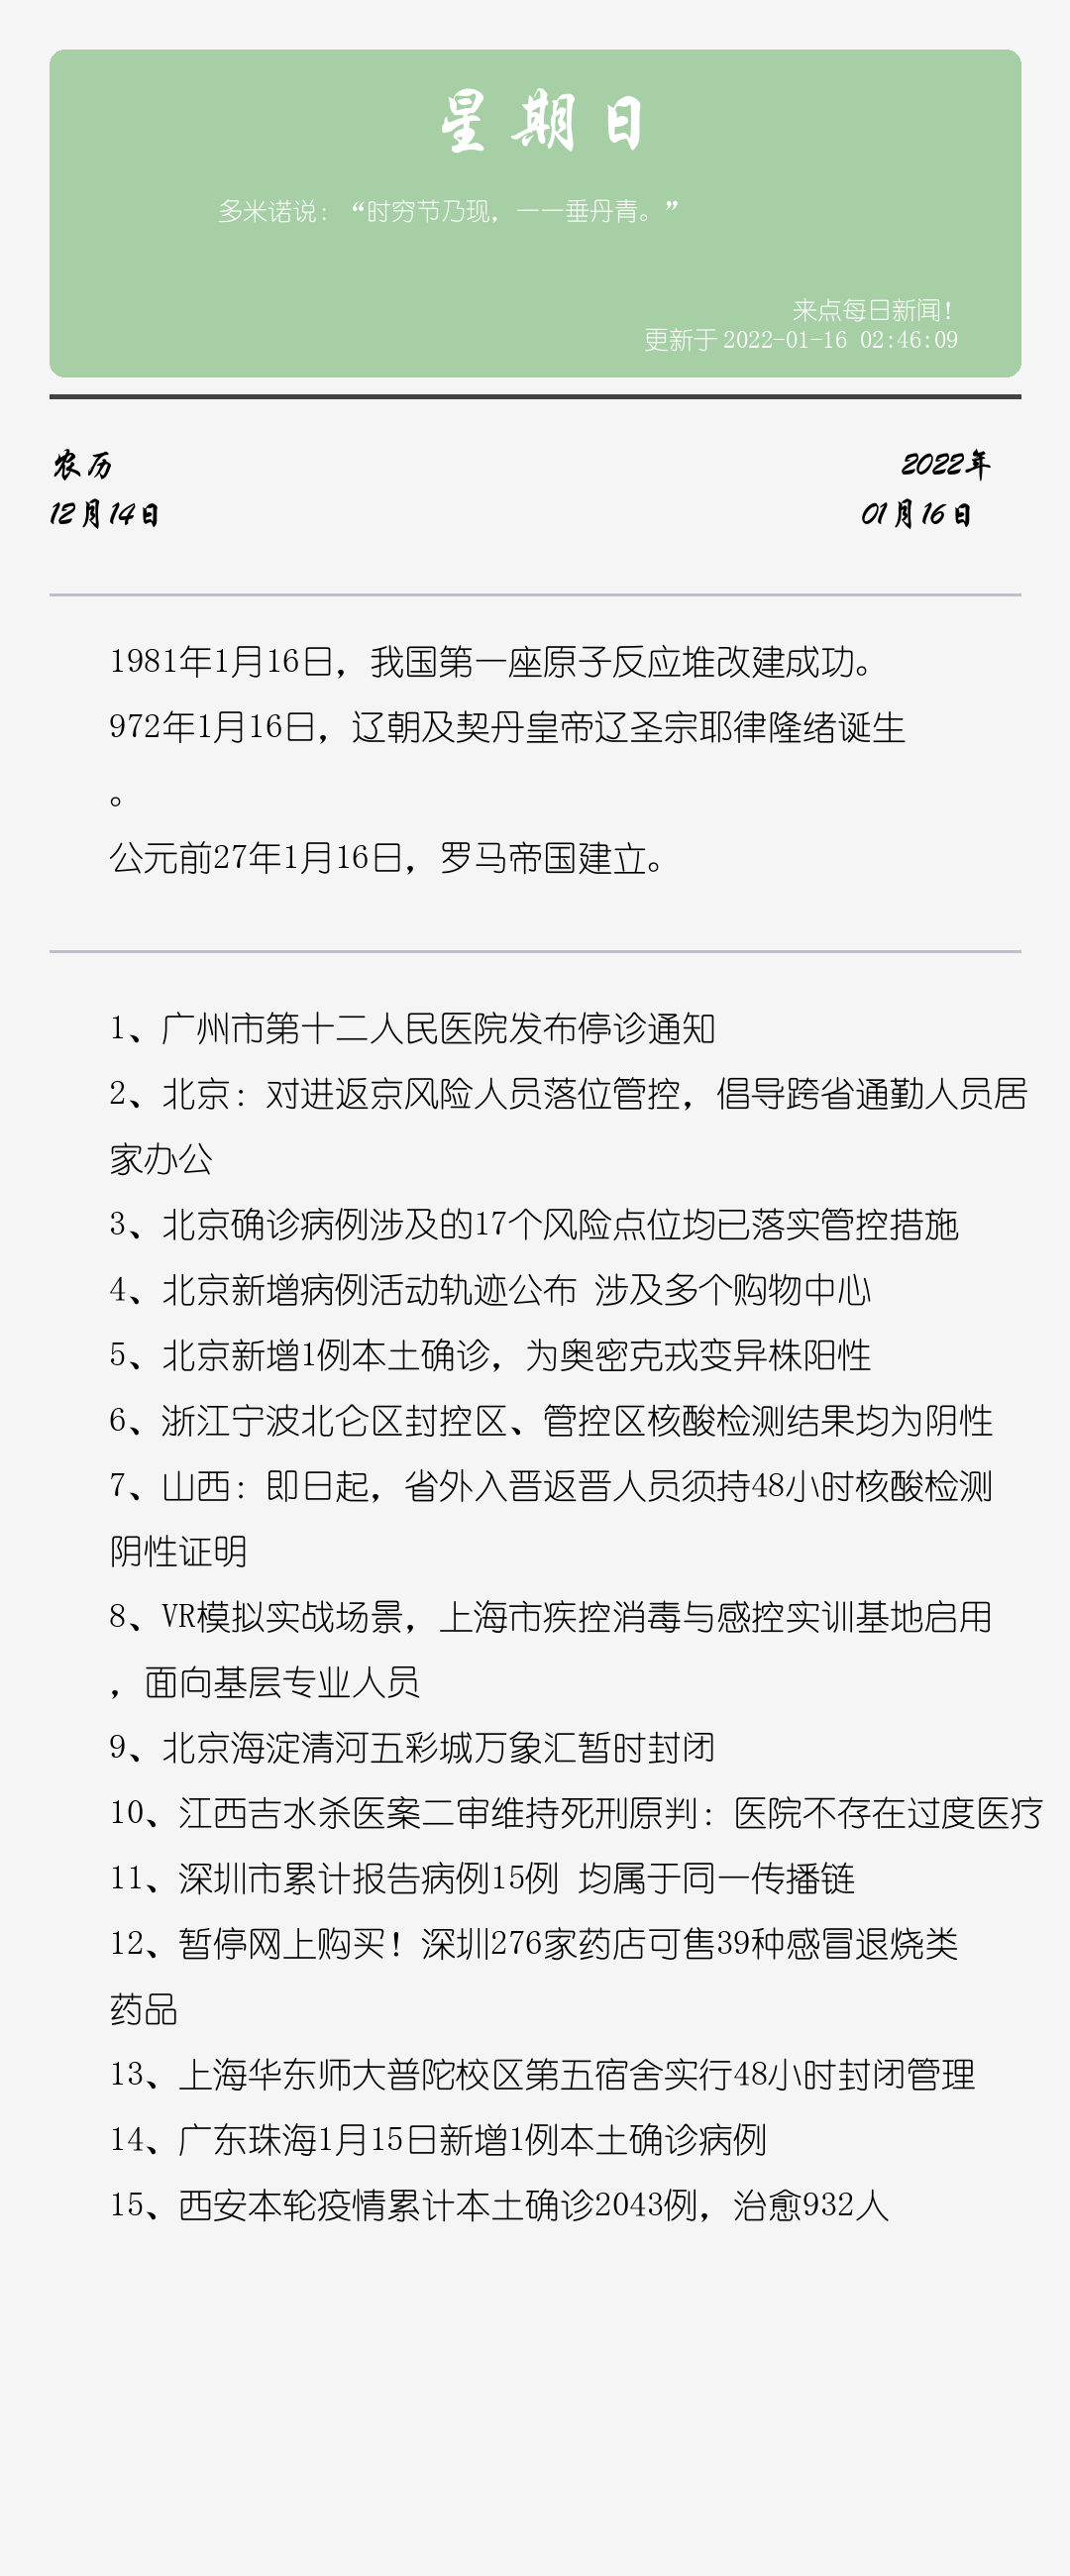 星期日
多米诺说：“时穷节乃现，一一垂丹青。”
来点每日新闻！
更新于 2022-01-16 02:46:09
农历
2022年
12月14日
01月16日
1981年1月16日，我国第一座原子反应堆改建成功。
972年1月16日，辽朝及契丹皇帝辽圣宗耶律隆绪诞生
。
公元前27年1月16日，罗马帝国建立。
1、广州市第十二人民医院发布停诊通知
2、北京：对进返京风险人员落位管控，倡导跨省通勤人员居
家办公
3、北京确诊病例涉及的17个风险点位均已落实管控措施
4、北京新增病例活动轨迹公布 涉及多个购物中心
5、北京新增1例本土确诊，为奥密克戎变异株阳性
6、浙江宁波北仑区封控区、管控区核酸检测结果均为阴性
7、山西：即日起，省外入晋返晋人员须持48小时核酸检测
阴性证明
8、VR模拟实战场景，上海市疾控消毒与感控实训基地启用
，面向基层专业人员
9、北京海淀清河五彩城万象汇暂时封闭
10、江西吉水杀医案二审维持死刑原判：医院不存在过度医疗
11、深圳市累计报告病例15例 均属于同一传播链
12、暂停网上购买！深圳276家药店可售39种感冒退烧类
药品
13、上海华东师大普陀校区第五宿舍实行48小时封闭管理
14、广东珠海1月15日新增1例本土确诊病例
15、西安本轮疫情累计本土确诊2043例，治愈932人